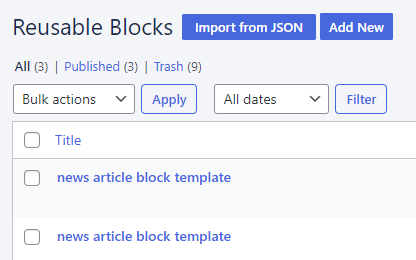 Reusable Blocks Import from JSON Add New
All (3) | Published (3) | Trash (9)
Bulk actions Apply All dates Filter
Title
news article block template
news article block template